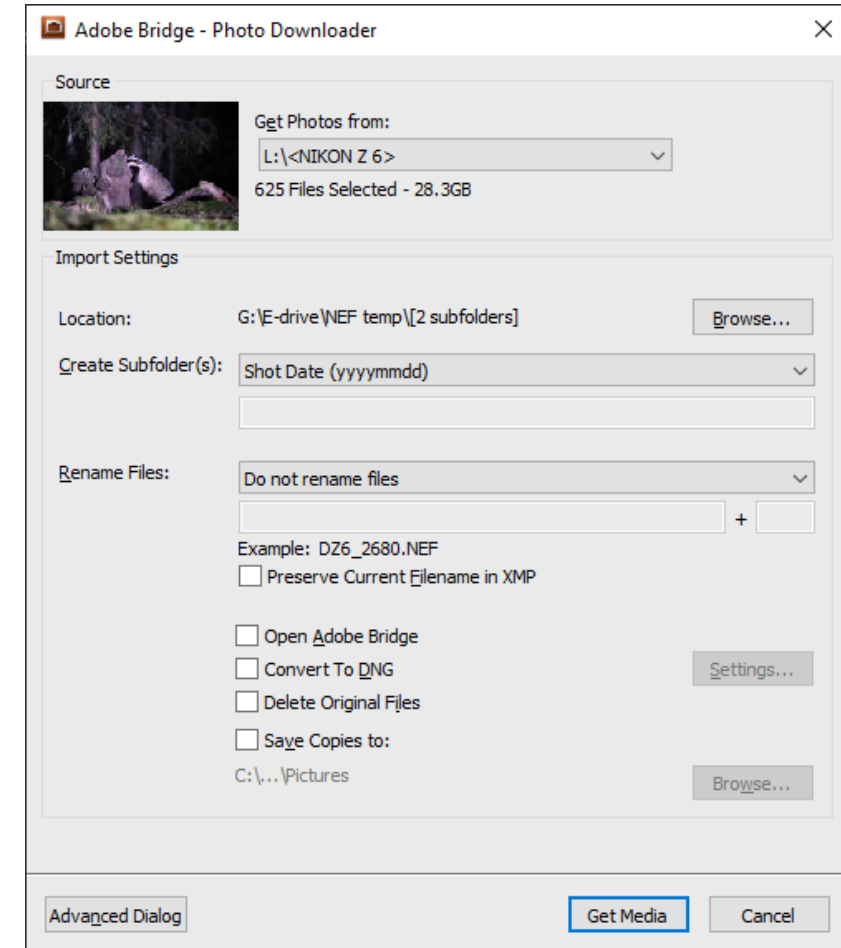 Adobe Bridge - Photo Downloader
Source
Get Photos from:
L:\<NIKON Z 6>
625 Files Selected - 28.3GB
Import Settings
Location: G:\E-drive\NEF temp\[2 subfolders] Browse...
Create Subfolder(s): Shot Date (yyyymmdd)
Rename Files: Do not rename files
+
Example: DZ6_2680.NEF
Preserve Current Filename in XMP
Open Adobe Bridge
Convert To DNG Settings...
Delete Original Files
Save Copies to:
C:\...\Pictures Browse...
Advanced Dialog Get Media Cancel